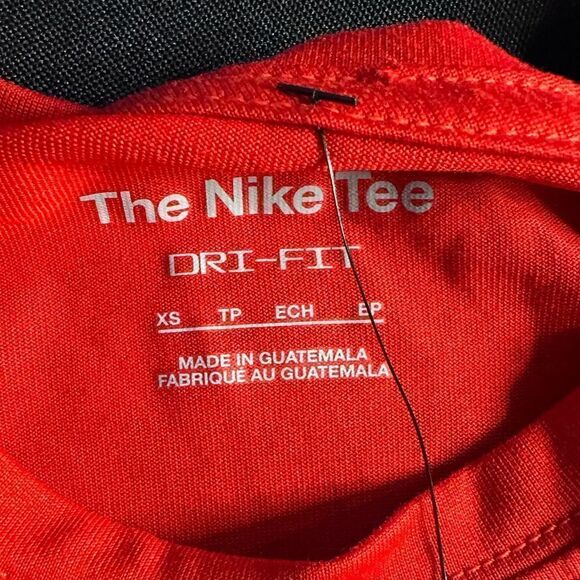 The Nike Tee
DRI-FIT
XS TP ECH EP
MADE IN GUATEMALA
FABRIQUÉ AU GUATEMALA